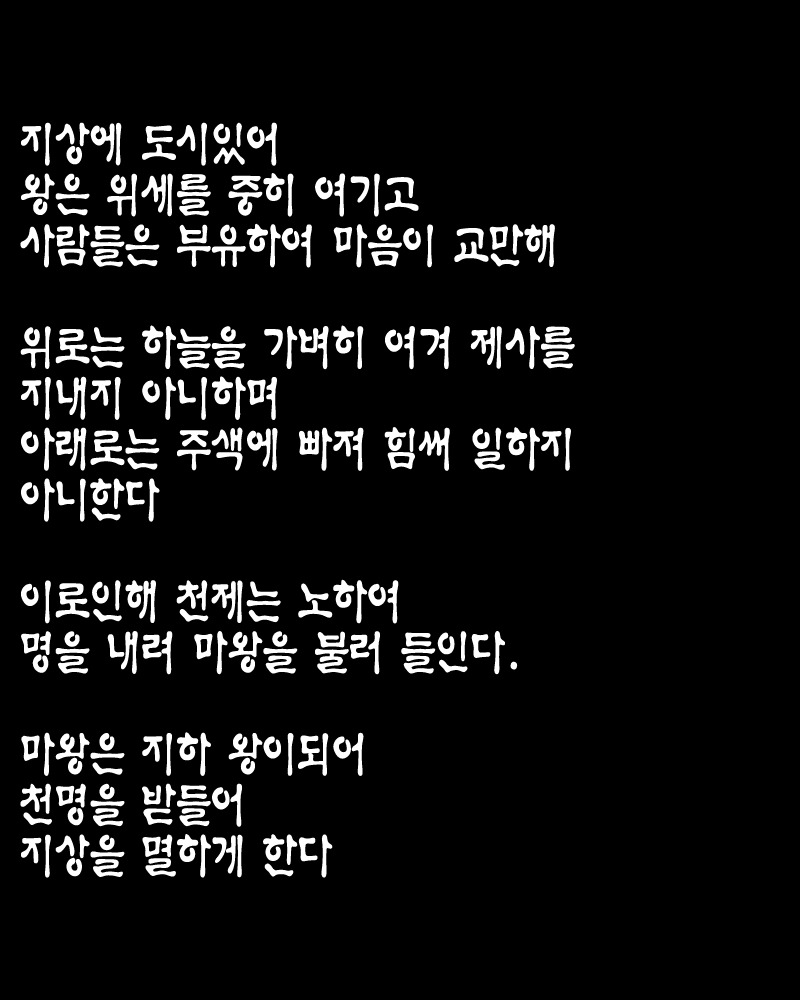 지상에 도시있어
왕은 위세를 중히 여기고
사람들은 부유하여 마음이 교만해
위로는 하늘을 가벼히 여겨 제사를
지내지 아니하며
아래로는 주색에 빠져 힘써 일하지
아니한다
이로인해 천제는 노하여
명을 내려 마왕을 불러 들인다.
마왕은 지하 왕이되어
천명을 받들어
지상을 멸하게 한다